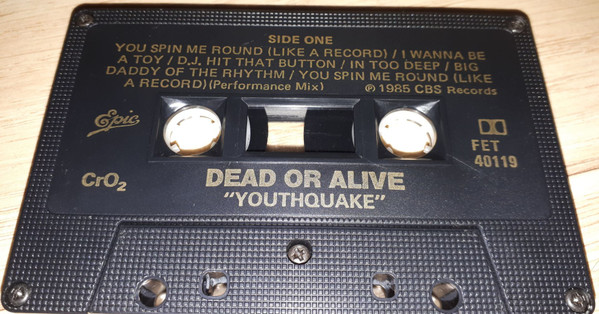 SIDE ONE
YOU SPIN ME ROUND (LIKE A RECORD) / I WANNA BE
A TOY / D.J. HIT THAT BUTTON / IN TOO DEEP / BIG
DADDY OF THE RHYTHM / YOU SPIN ME ROUND (LIKE
A RECORD)(Performance Mix) ℗ 1985 CBS Records
Epic
FET
40119
CrO₂
DEAD OR ALIVE
“YOUTHQUAKE”